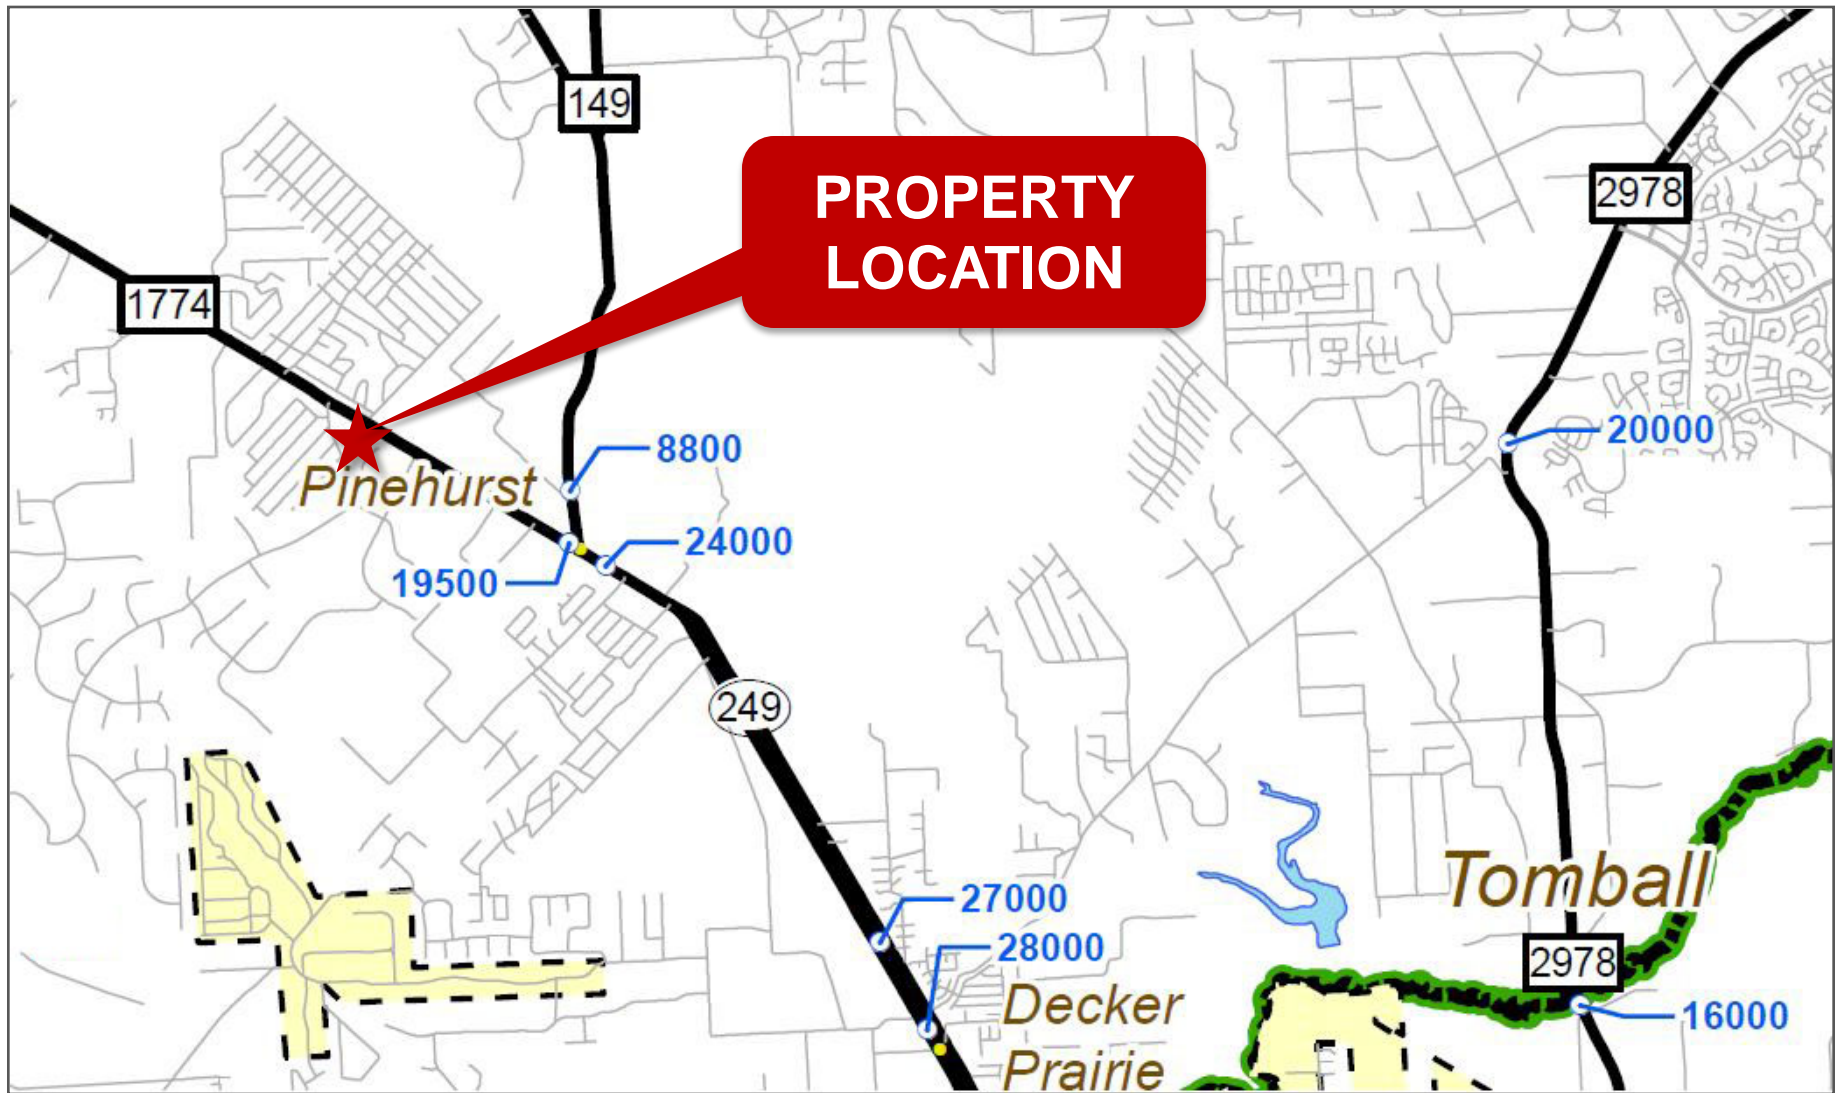 149
PROPERTY
LOCATION
2978
1774
20000
8800
Pinehurst
24000
19500
249
Tomball
27000
28000
2978
Decker
Prairie
16000